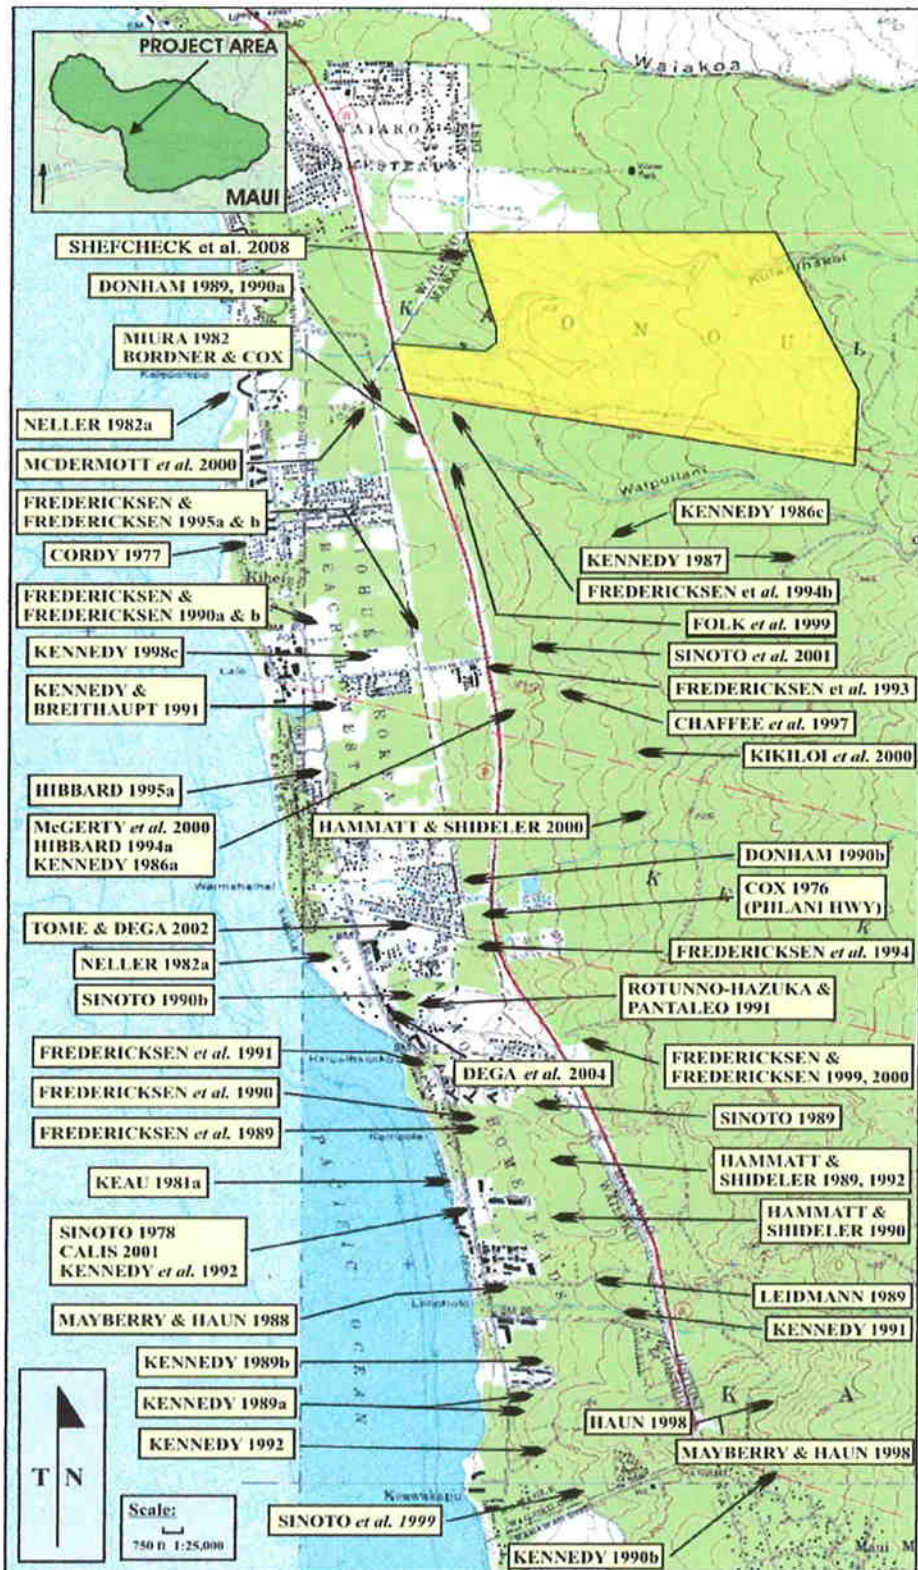 PROJECT AREA
MAUI
Waiakoa
WAIAKOA
HOMESTEADS
SHEFCHECK et al. 2008
DONHAM 1989, 1990a
MIURA 1982
BORDNER & COX
KAONOULU
Kulanihakoi
NELLER 1982a
MCDERMOTT et al. 2000
Waipuilani
FREDERICKSEN &
FREDERICKSEN 1995a & b
KENNEDY 1986c
CORDY 1977
KENNEDY 1987
Kihei
FREDERICKSEN et al. 1994b
FREDERICKSEN &
FREDERICKSEN 1990a & b
FOLK et al. 1999
KENNEDY 1998c
SINOTO et al. 2001
FREDERICKSEN et al. 1993
KENNEDY &
BREITHAUPT 1991
CHAFFEE et al. 1997
KIKILOI et al. 2000
HIBBARD 1995a
McGERTY et al. 2000
HIBBARD 1994a
KENNEDY 1986a
HAMMATT & SHIDELER 2000
DONHAM 1990b
COX 1976
(PIILANI HWY)
TOME & DEGA 2002
FREDERICKSEN et al. 1994
NELLER 1982a
SINOTO 1990b
ROTUNNO-HAZUKA &
PANTALEO 1991
FREDERICKSEN et al. 1991
DEGA et al. 2004
FREDERICKSEN &
FREDERICKSEN 1999, 2000
FREDERICKSEN et al. 1990
SINOTO 1989
FREDERICKSEN et al. 1989
KEAU 1981a
HAMMATT &
SHIDELER 1989, 1992
SINOTO 1978
CALIS 2001
KENNEDY et al. 1992
HAMMATT &
SHIDELER 1990
PACIFIC OCEAN
LEIDMANN 1989
MAYBERRY & HAUN 1988
KENNEDY 1991
KENNEDY 1989b
KENNEDY 1989a
K A
HAUN 1998
KENNEDY 1992
MAYBERRY & HAUN 1998
T N
Keawakapu
Scale:
750 ft 1:25,000
SINOTO et al. 1999
KENNEDY 1990b